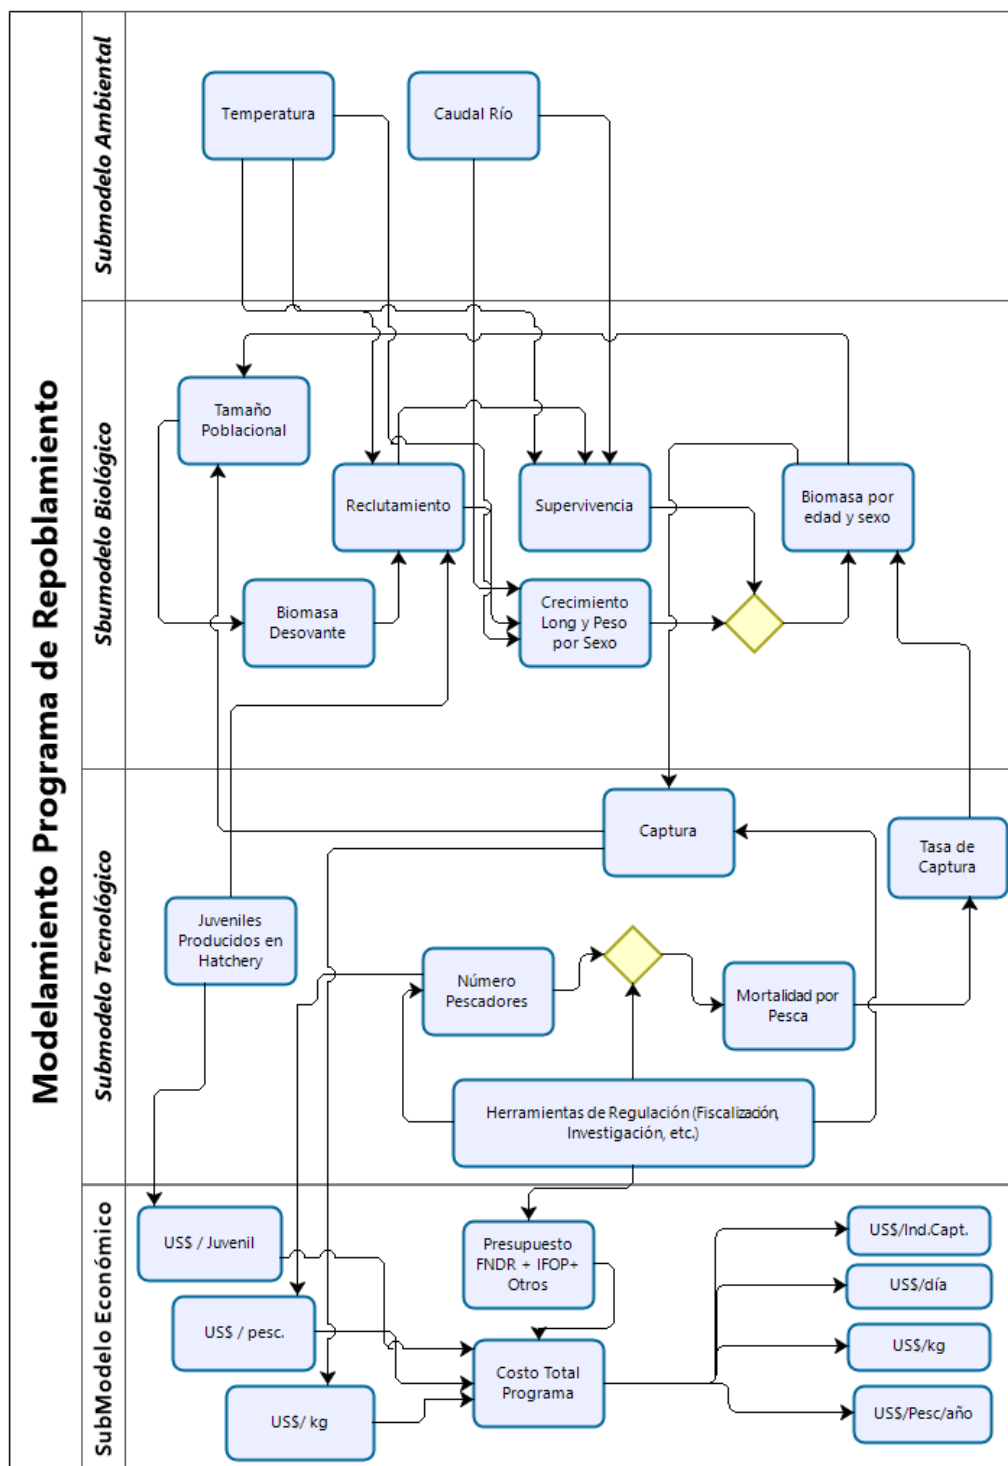 Modelamiento Programa de Repoblamiento
Submodelo Ambiental
Temperatura
Caudal Río
Sbumodelo Biológico
Tamaño
Poblacional
Reclutamiento
Supervivencia
Biomasa por
edad y sexo
Biomasa
Desovante
Crecimiento
Long y Peso
por Sexo
Submodelo Tecnológico
Captura
Tasa de
Captura
Juveniles
Producidos en
Hatchery
Número
Pescadores
Mortalidad por
Pesca
Herramientas de Regulación (Fiscalización,
Investigación, etc.)
SubModelo Económico
US$ / Juvenil
Presupuesto
FNDR + IFOP+
Otros
US$/Ind.Capt.
US$/día
US$ / pesc.
US$/kg
Costo Total
Programa
US$/ kg
US$/Pesc/año